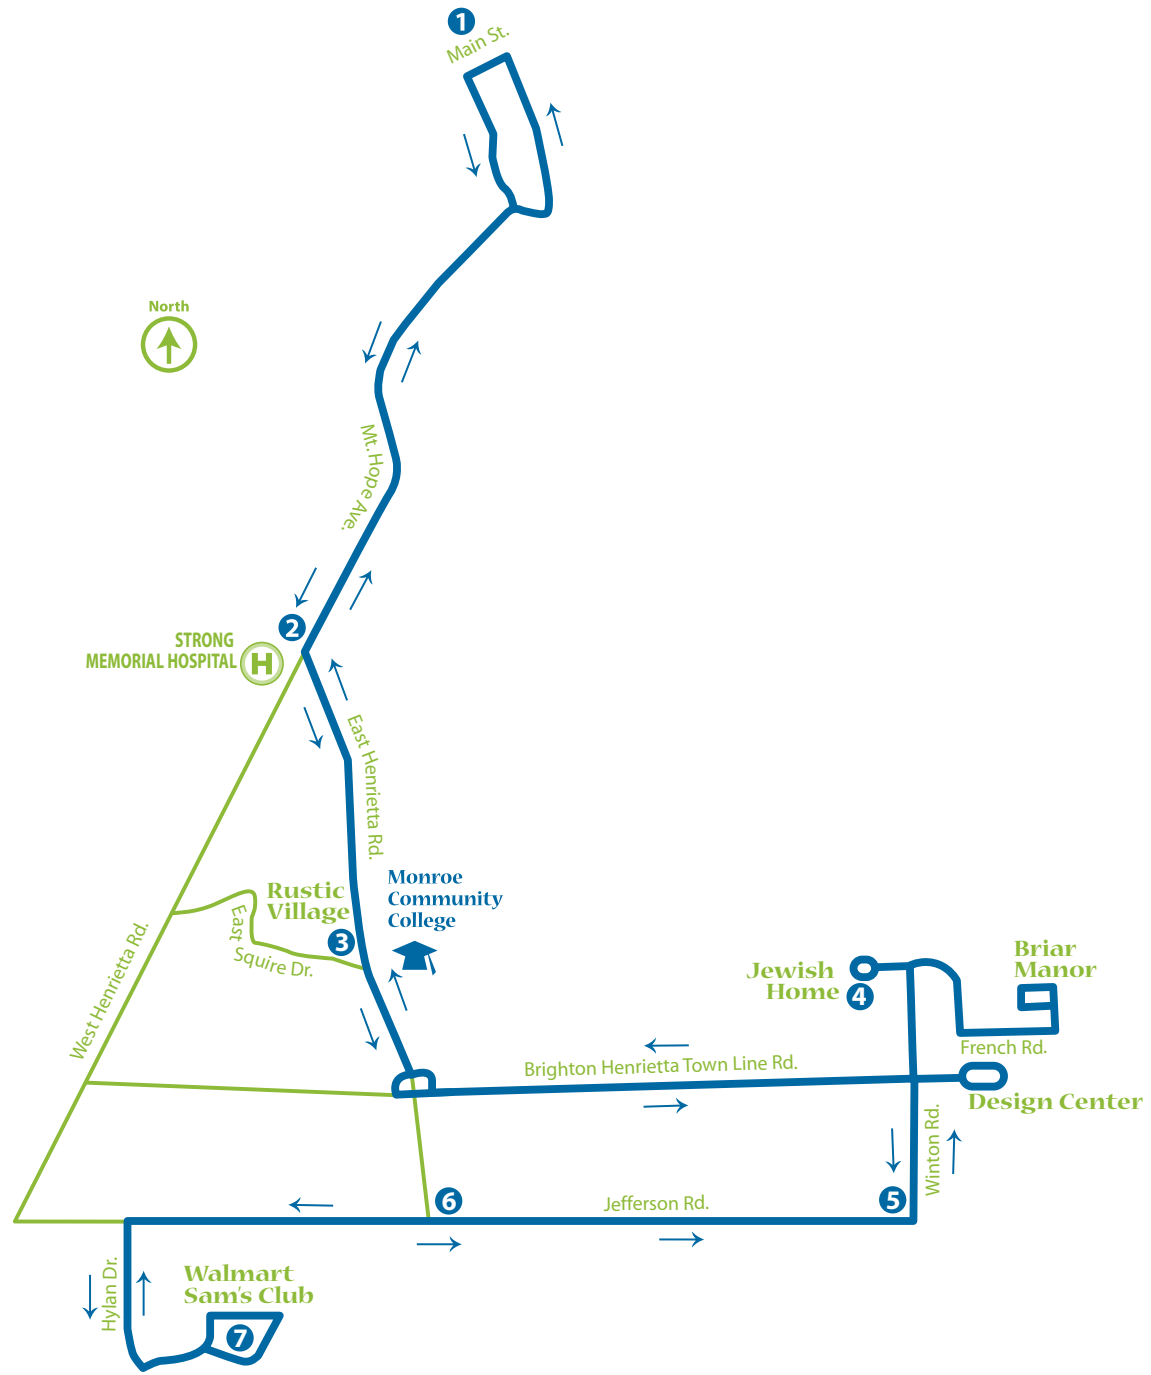 1
Main St.
North
Mt. Hope Ave.
2
STRONG
MEMORIAL HOSPITAL
H
East Henrietta Rd.
Monroe
Community
College
Rustic
Village
3
East
Squire Dr.
West Henrietta Rd.
Jewish
Home
4
Briar
Manor
French Rd.
Brighton Henrietta Town Line Rd.
Design Center
Winton Rd.
5
6
Jefferson Rd.
Hylan Dr.
Walmart
Sam's Club
7